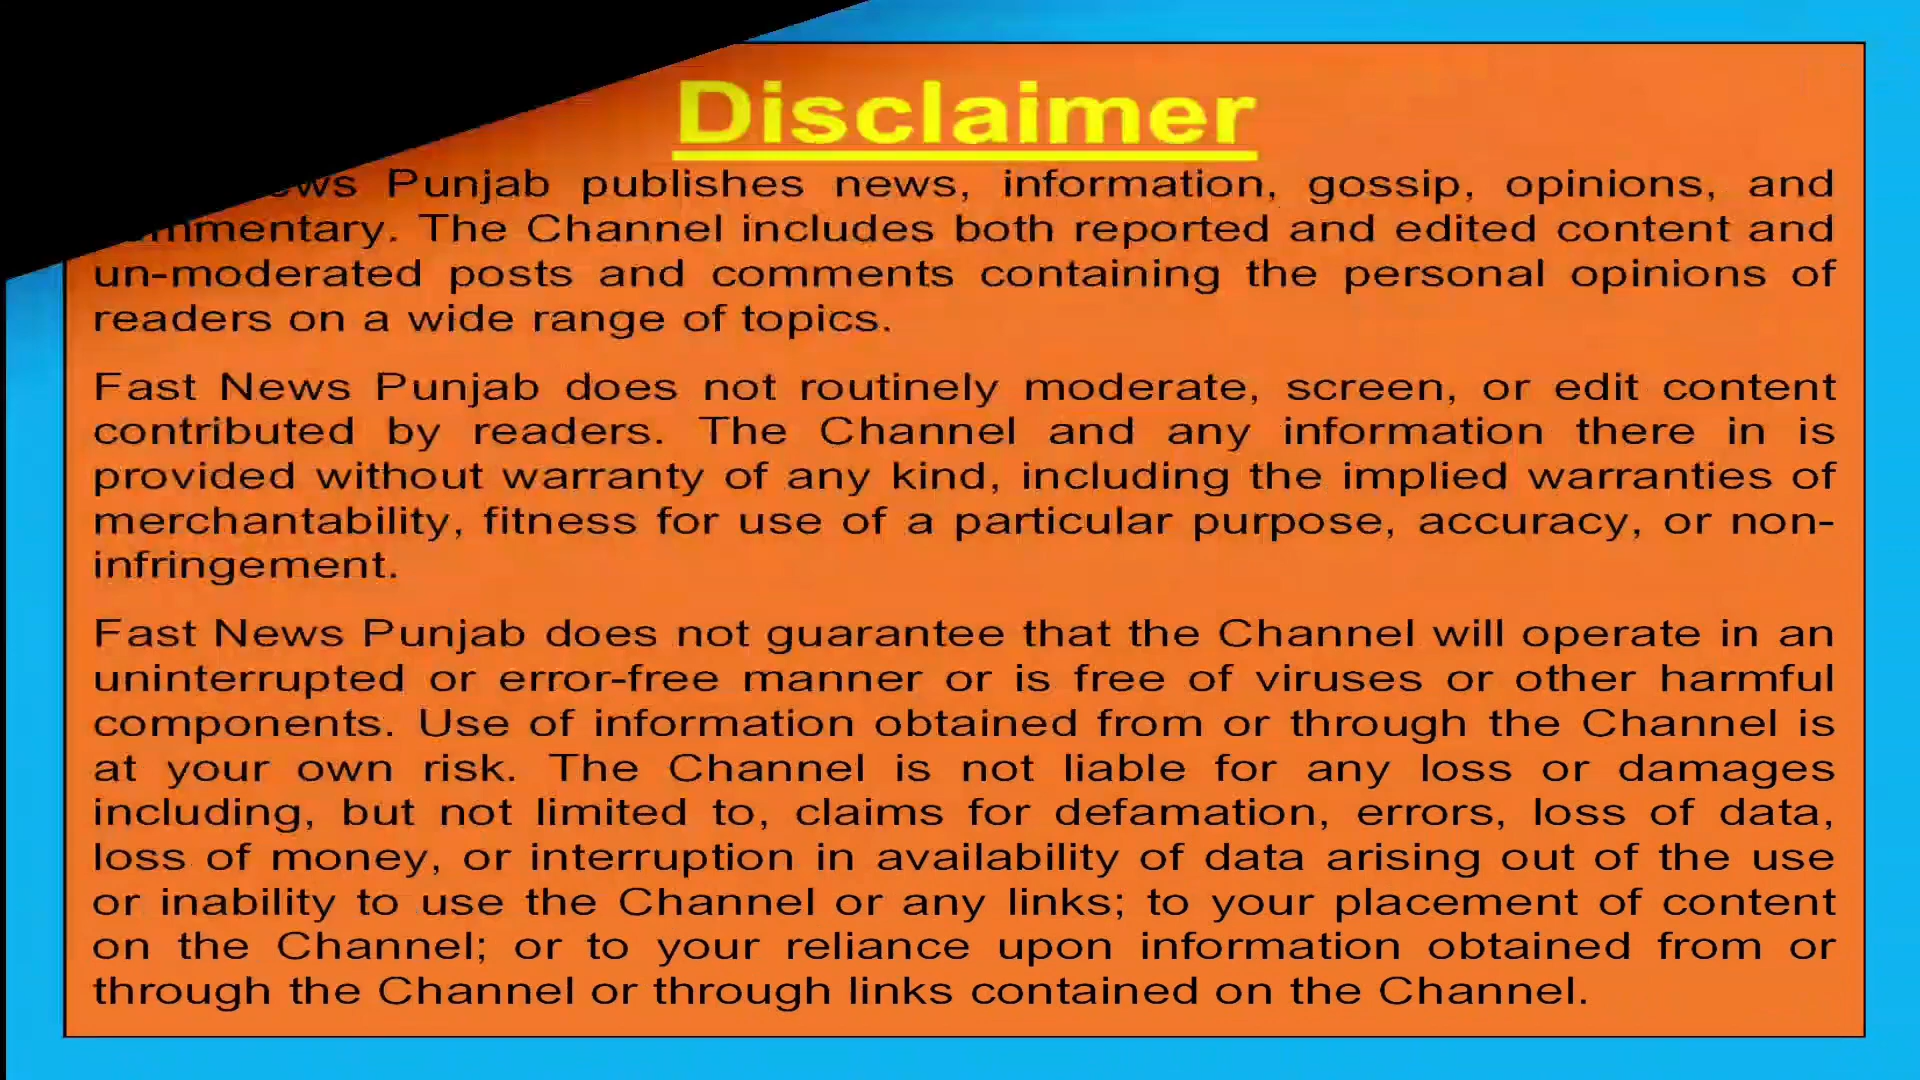 Disclaimer
Punjab publishes news, information, gossip, opinions, and
The Channel includes both reported and edited content and
un-moderated posts and comments containing the personal opinions of
readers on a wide range of topics.
Fast News Punjab does not routinely moderate, screen, or edit content
contributed by readers. The Channel and any information there in is
provided without warranty of any kind, including the implied warranties of
merchantability, fitness for use of a particular purpose, accuracy, or non-
infringement.
Fast News Punjab does not guarantee that the Channel will operate in an
uninterrupted or error-free manner or is free of viruses or other harmful
components. Use of information obtained from or through the Channel is
at your own risk. The Channel is not liable for any loss or damages
including, but not limited to, claims for defamation, errors, loss of data,
loss of money, or interruption in availability of data arising out of the use
or inability to use the Channel or any links; to your placement of content
on the Channel; or to your reliance upon information obtained from or
through the Channel or through links contained on the Channel.